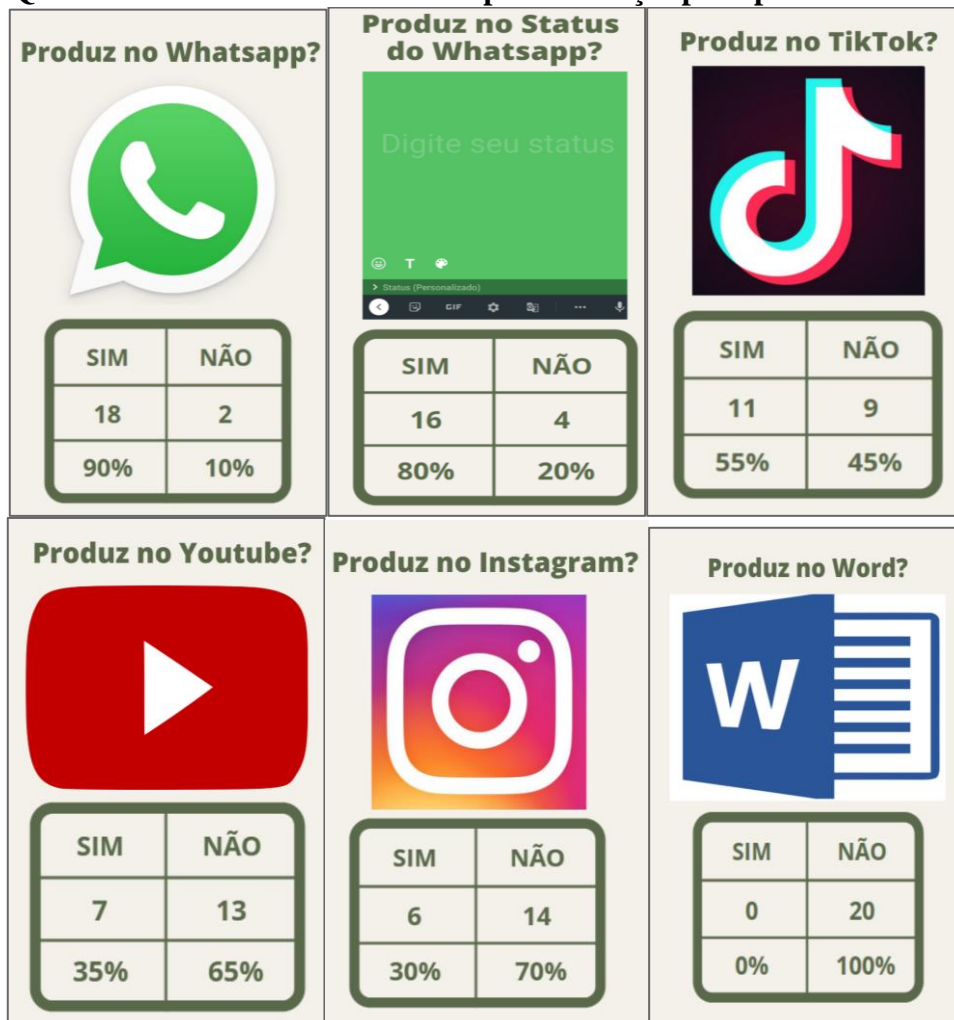 Produz no Whatsapp?
SIM NÃO
18 2
90% 10%
Produz no Status
do Whatsapp?
Digite seu status
T
> Status (Personalizado)
GIF
SIM NÃO
16 4
80% 20%
Produz no TikTok?
SIM NÃO
11 9
55% 45%
Produz no Youtube?
SIM NÃO
7 13
35% 65%
Produz no Instagram?
SIM NÃO
6 14
30% 70%
Produz no Word?
W
SIM NÃO
0 20
0% 100%